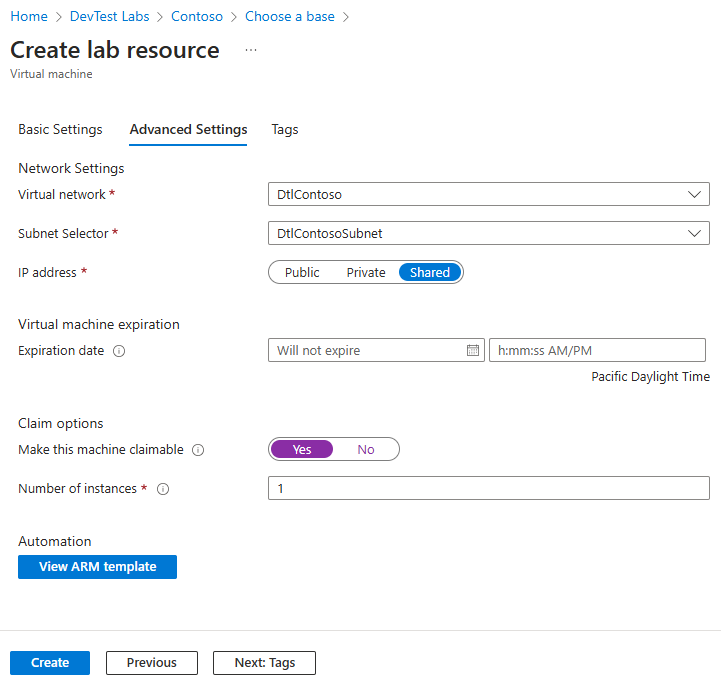 Home > DevTest Labs > Contoso > Choose a base >
Create lab resource ...
Virtual machine
Basic Settings Advanced Settings Tags
Network Settings
Virtual network * DtlContoso
Subnet Selector * DtlContosoSubnet
IP address * Public Private Shared
Virtual machine expiration
Expiration date Will not expire h:mm:ss AM/PM
Pacific Daylight Time
Claim options
Make this machine claimable Yes No
Number of instances * 1
Automation
View ARM template
Create Previous Next: Tags